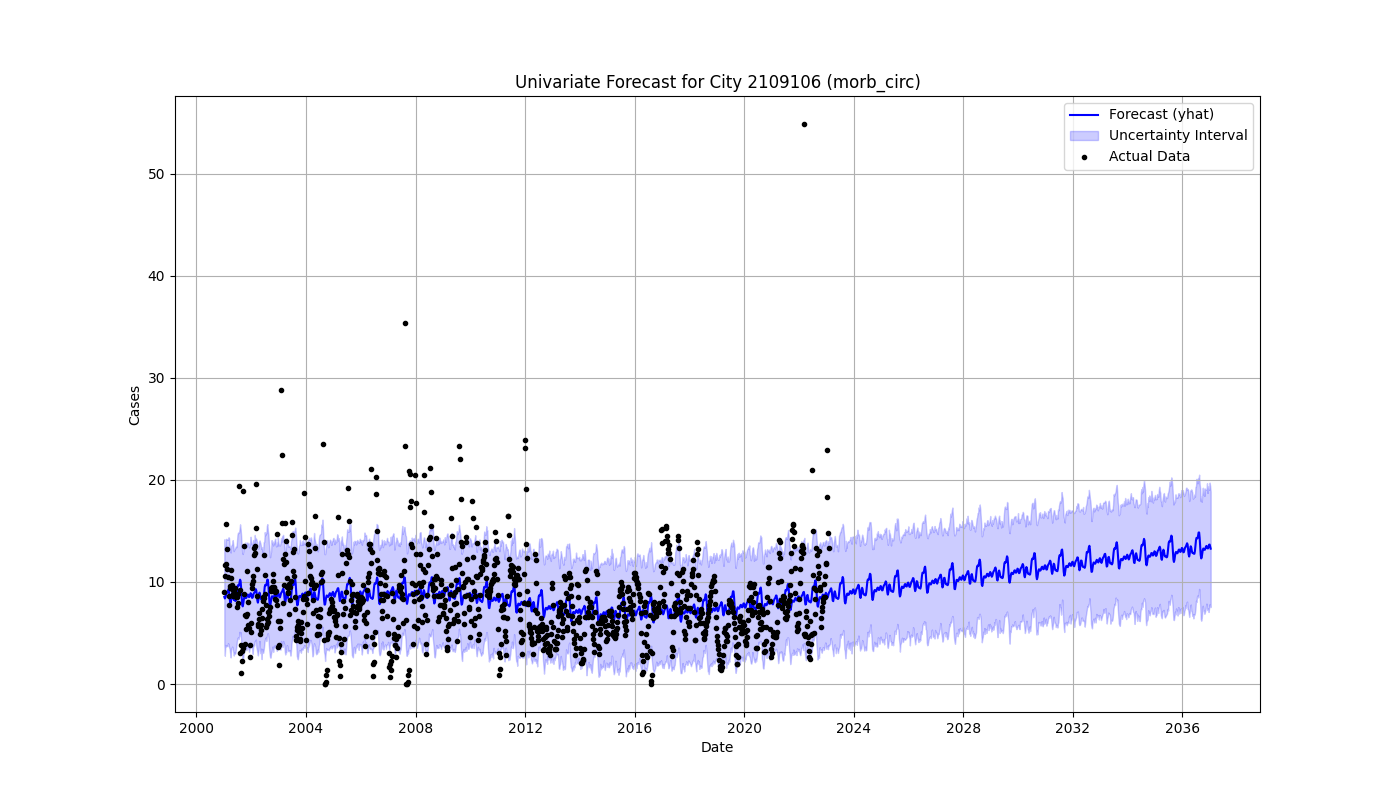 Univariate Forecast for City 2109106 (morb_circ)
Forecast (yhat)
Uncertainty Interval
Actual Data
Cases
50
40
30
20
10
0
2000 2004 2008 2012 2016 2020 2024 2028 2032 2036
Date